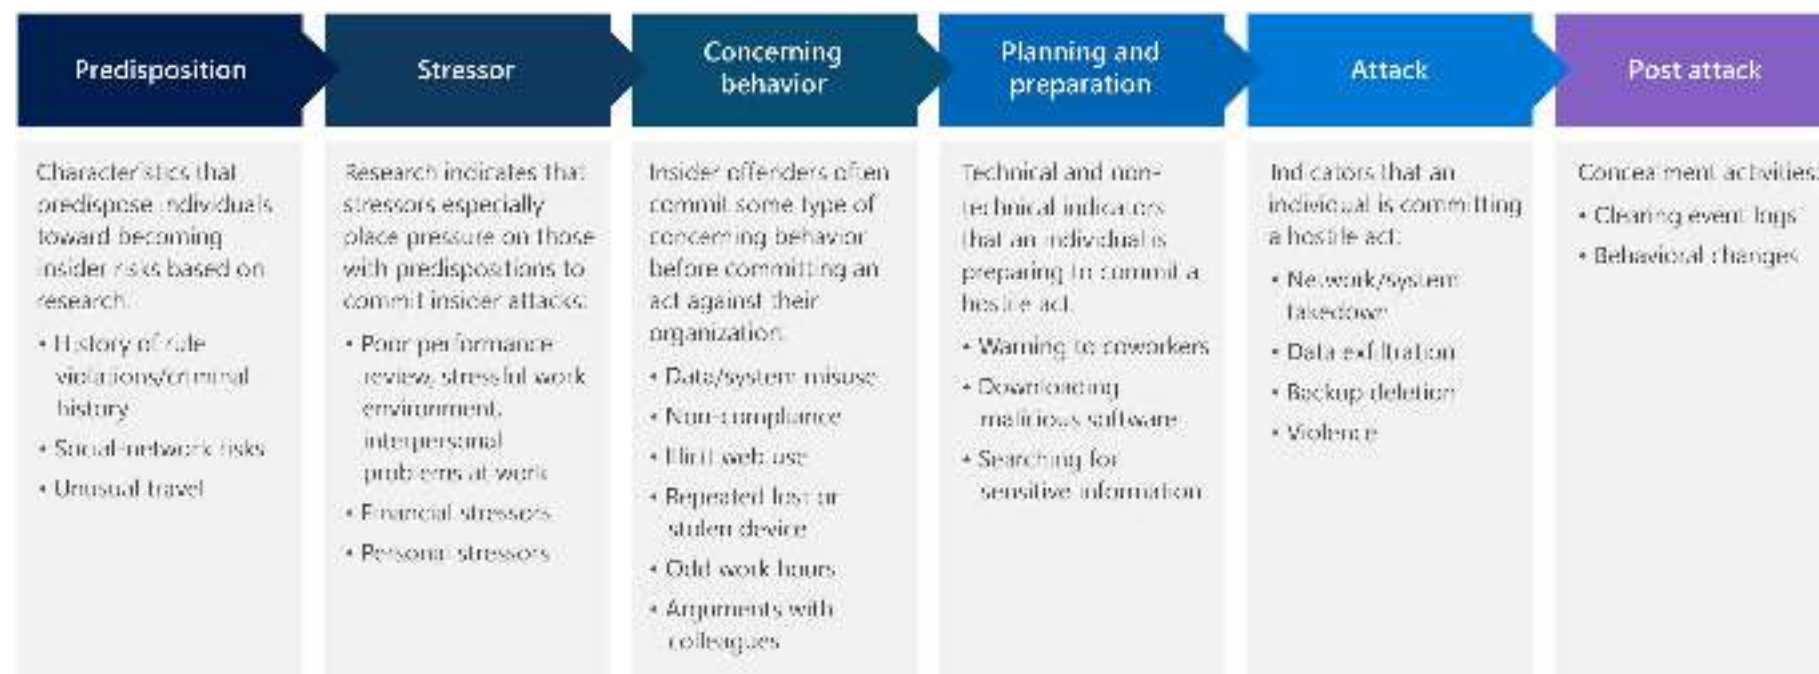 Predisposition
Stressor
Concerning
behavior
Planning and
preparation
Attack
Post attack
Characteristics that
predispose individuals
toward becoming
insider risks based on
research.
• History of rule
violations/criminal
history
• Social-network risks
• Unusual travel
Research indicates that
stressors especially
place pressure on those
with predispositions to
commit insider attacks:
• Poor performance
review, stressful work
environment,
interpersonal
problems at work
• Financial stressors
• Personal stressors
Insider offenders often
commit some type of
concerning behavior
before committing an
act against their
organization.
• Data/system misuse
• Non-compliance
• Illicit web use
• Repeated lost or
stolen device
• Odd work hours
• Arguments with
colleagues
Technical and non-
technical indicators
that an individual is
preparing to commit a
hostile act.
• Warning to coworkers
• Downloading
malicious software
• Searching for
sensitive information
Indicators that an
individual is committing
a hostile act:
• Network/system
takedown
• Data exfiltration
• Backup deletion
• Violence
Concealment activities:
• Clearing event logs
• Behavioral changes